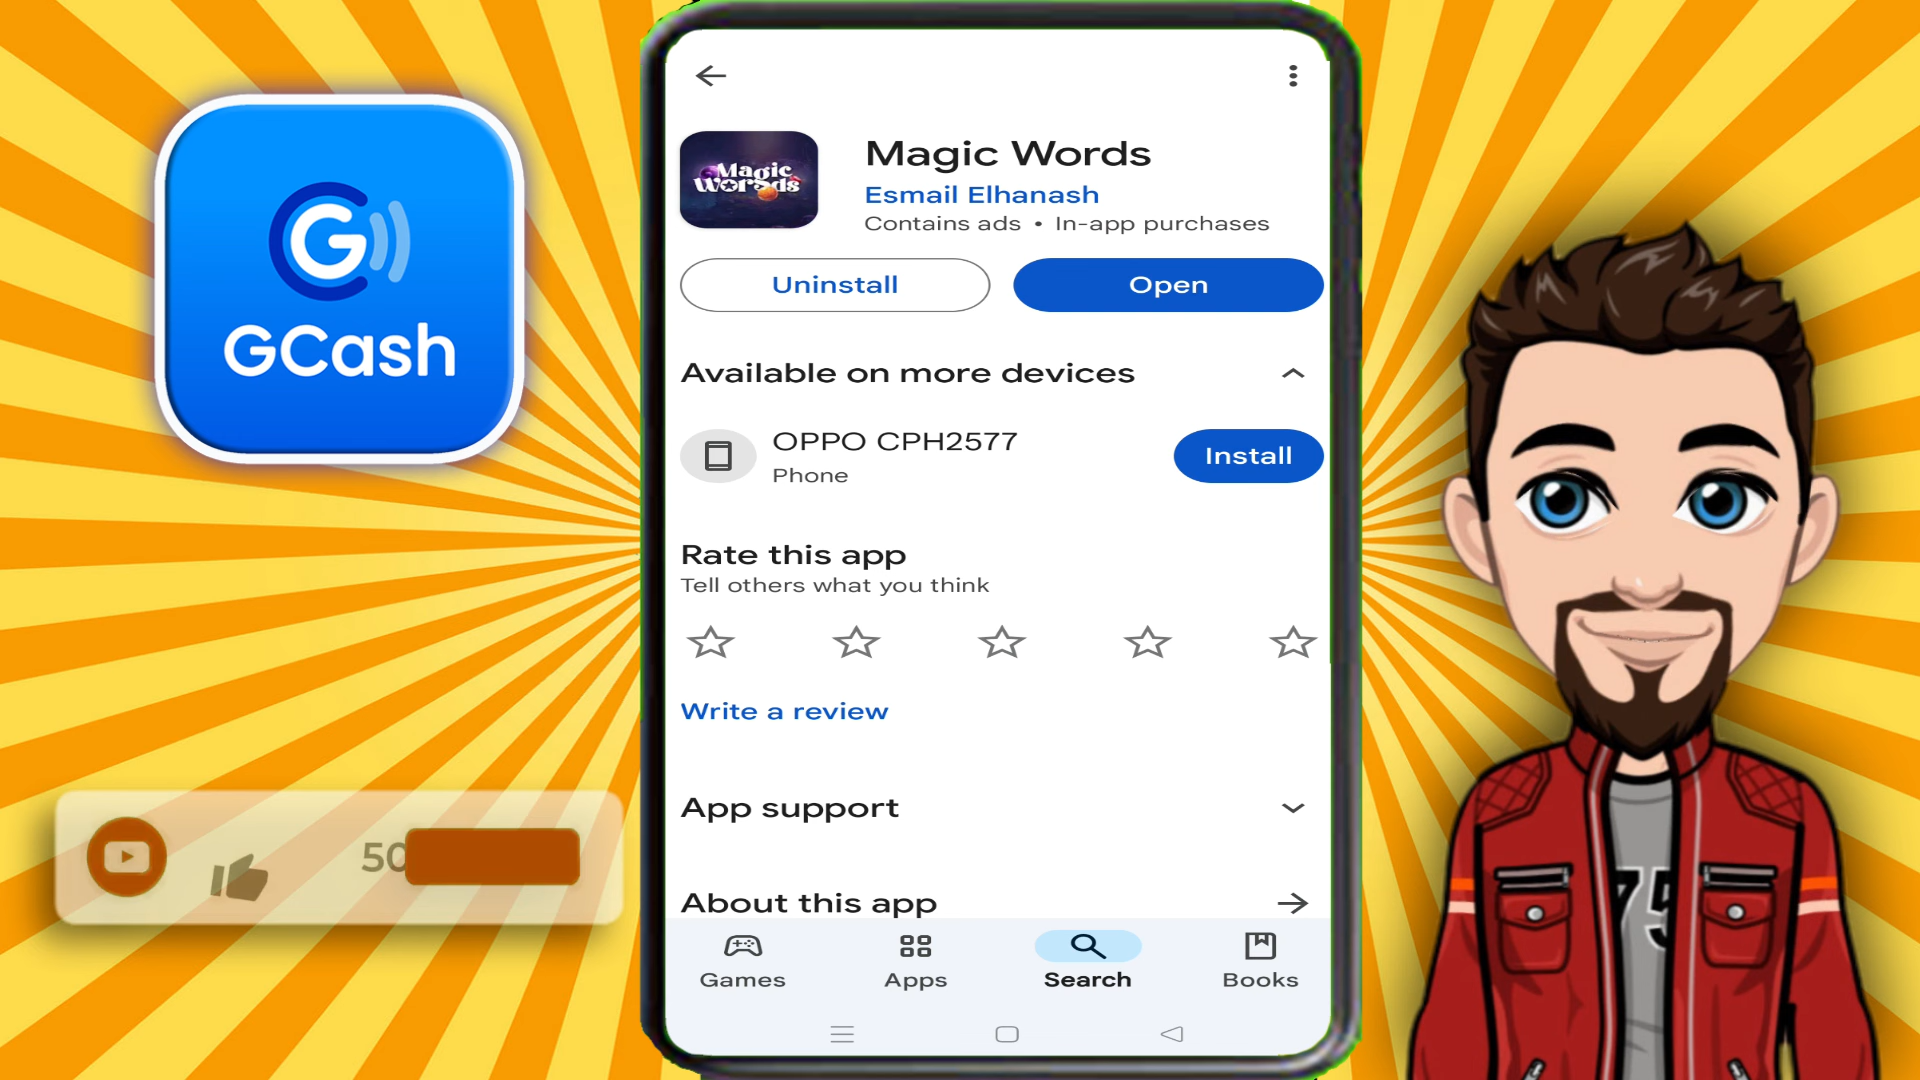 GCash
Magic Words
Magic Words
Esmail Elhanash
Contains ads • In-app purchases
Uninstall
Open
Available on more devices
OPPO CPH2577
Phone
Install
Rate this app
Tell others what you think
Write a review
App support
About this app
Games
Apps
Search
Books
50
75